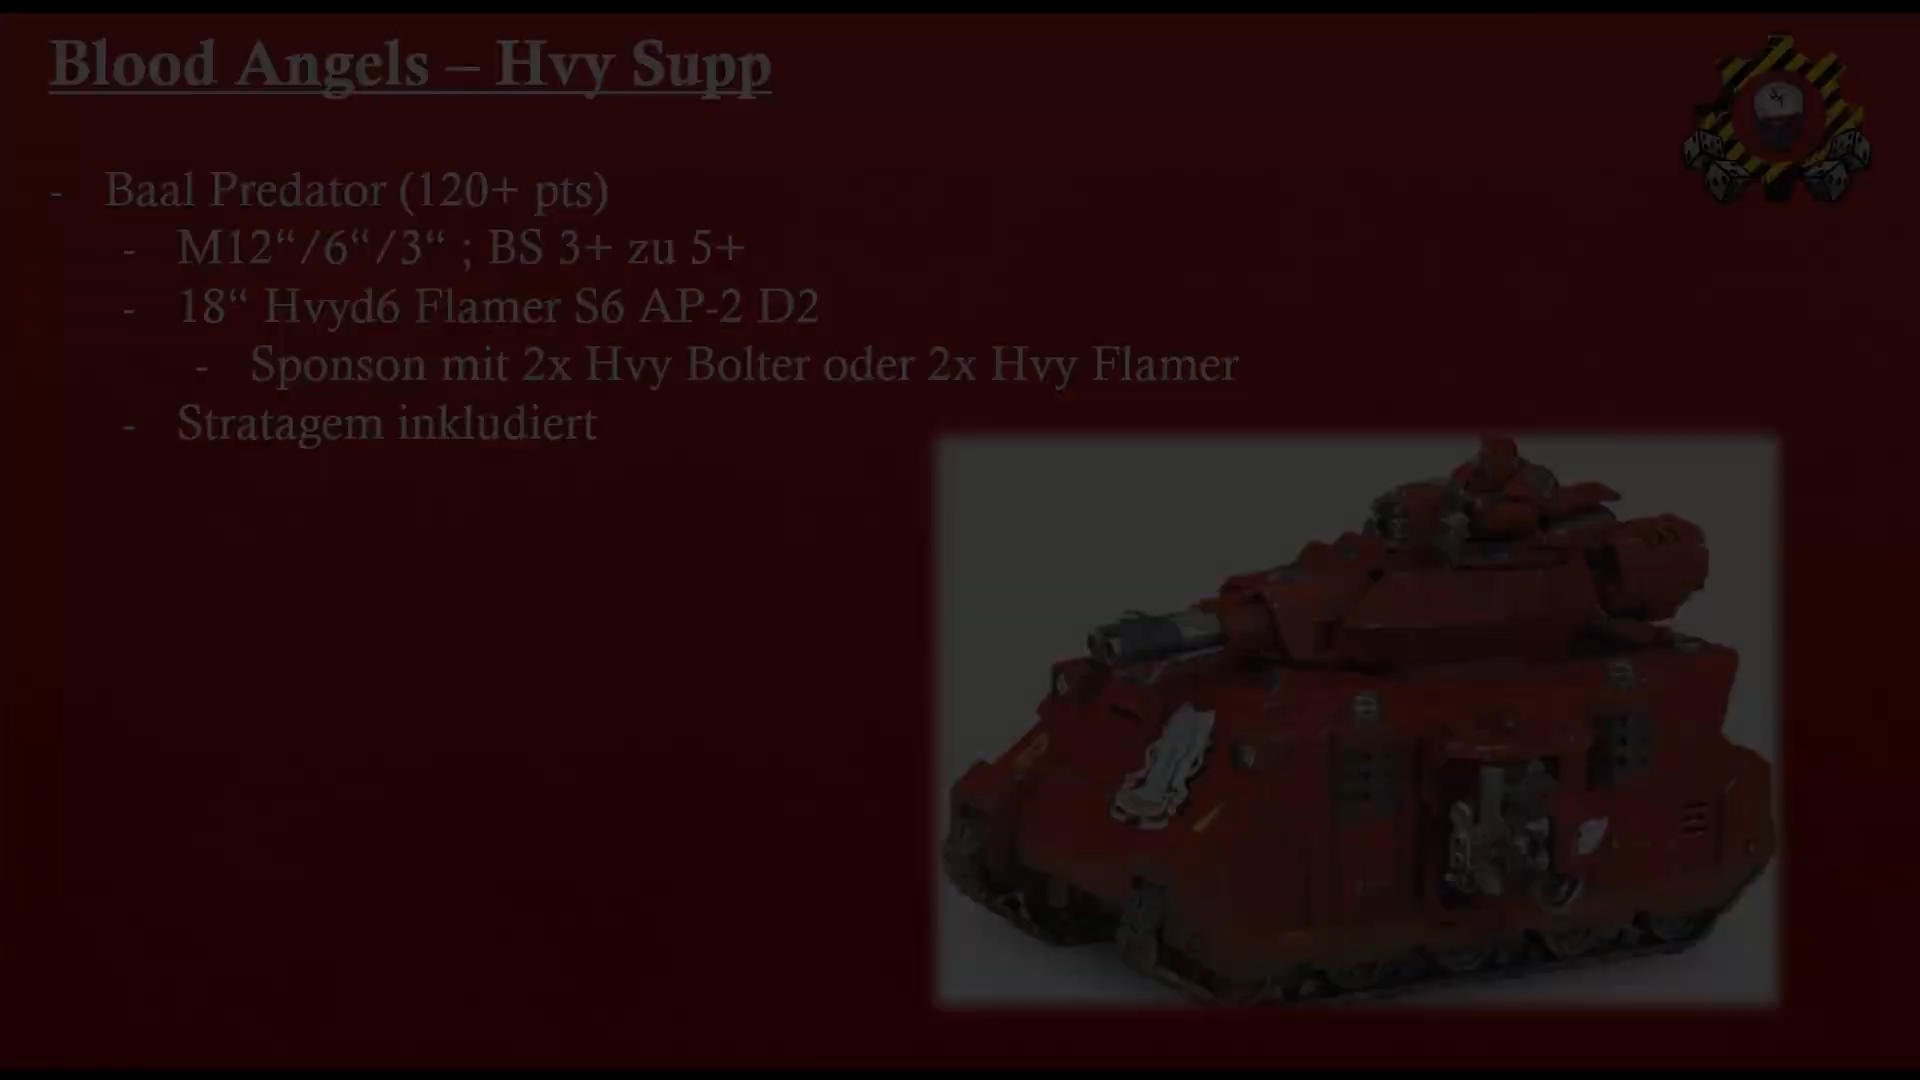 Blood Angels – Hvy Supp
- Baal Predator (120+ pts)
- M12“/6“/3“ ; BS 3+ zu 5+
- 18“ Hvyd6 Flamer S6 AP-2 D2
- Sponson mit 2x Hvy Bolter oder 2x Hvy Flamer
- Stratagem inkludiert